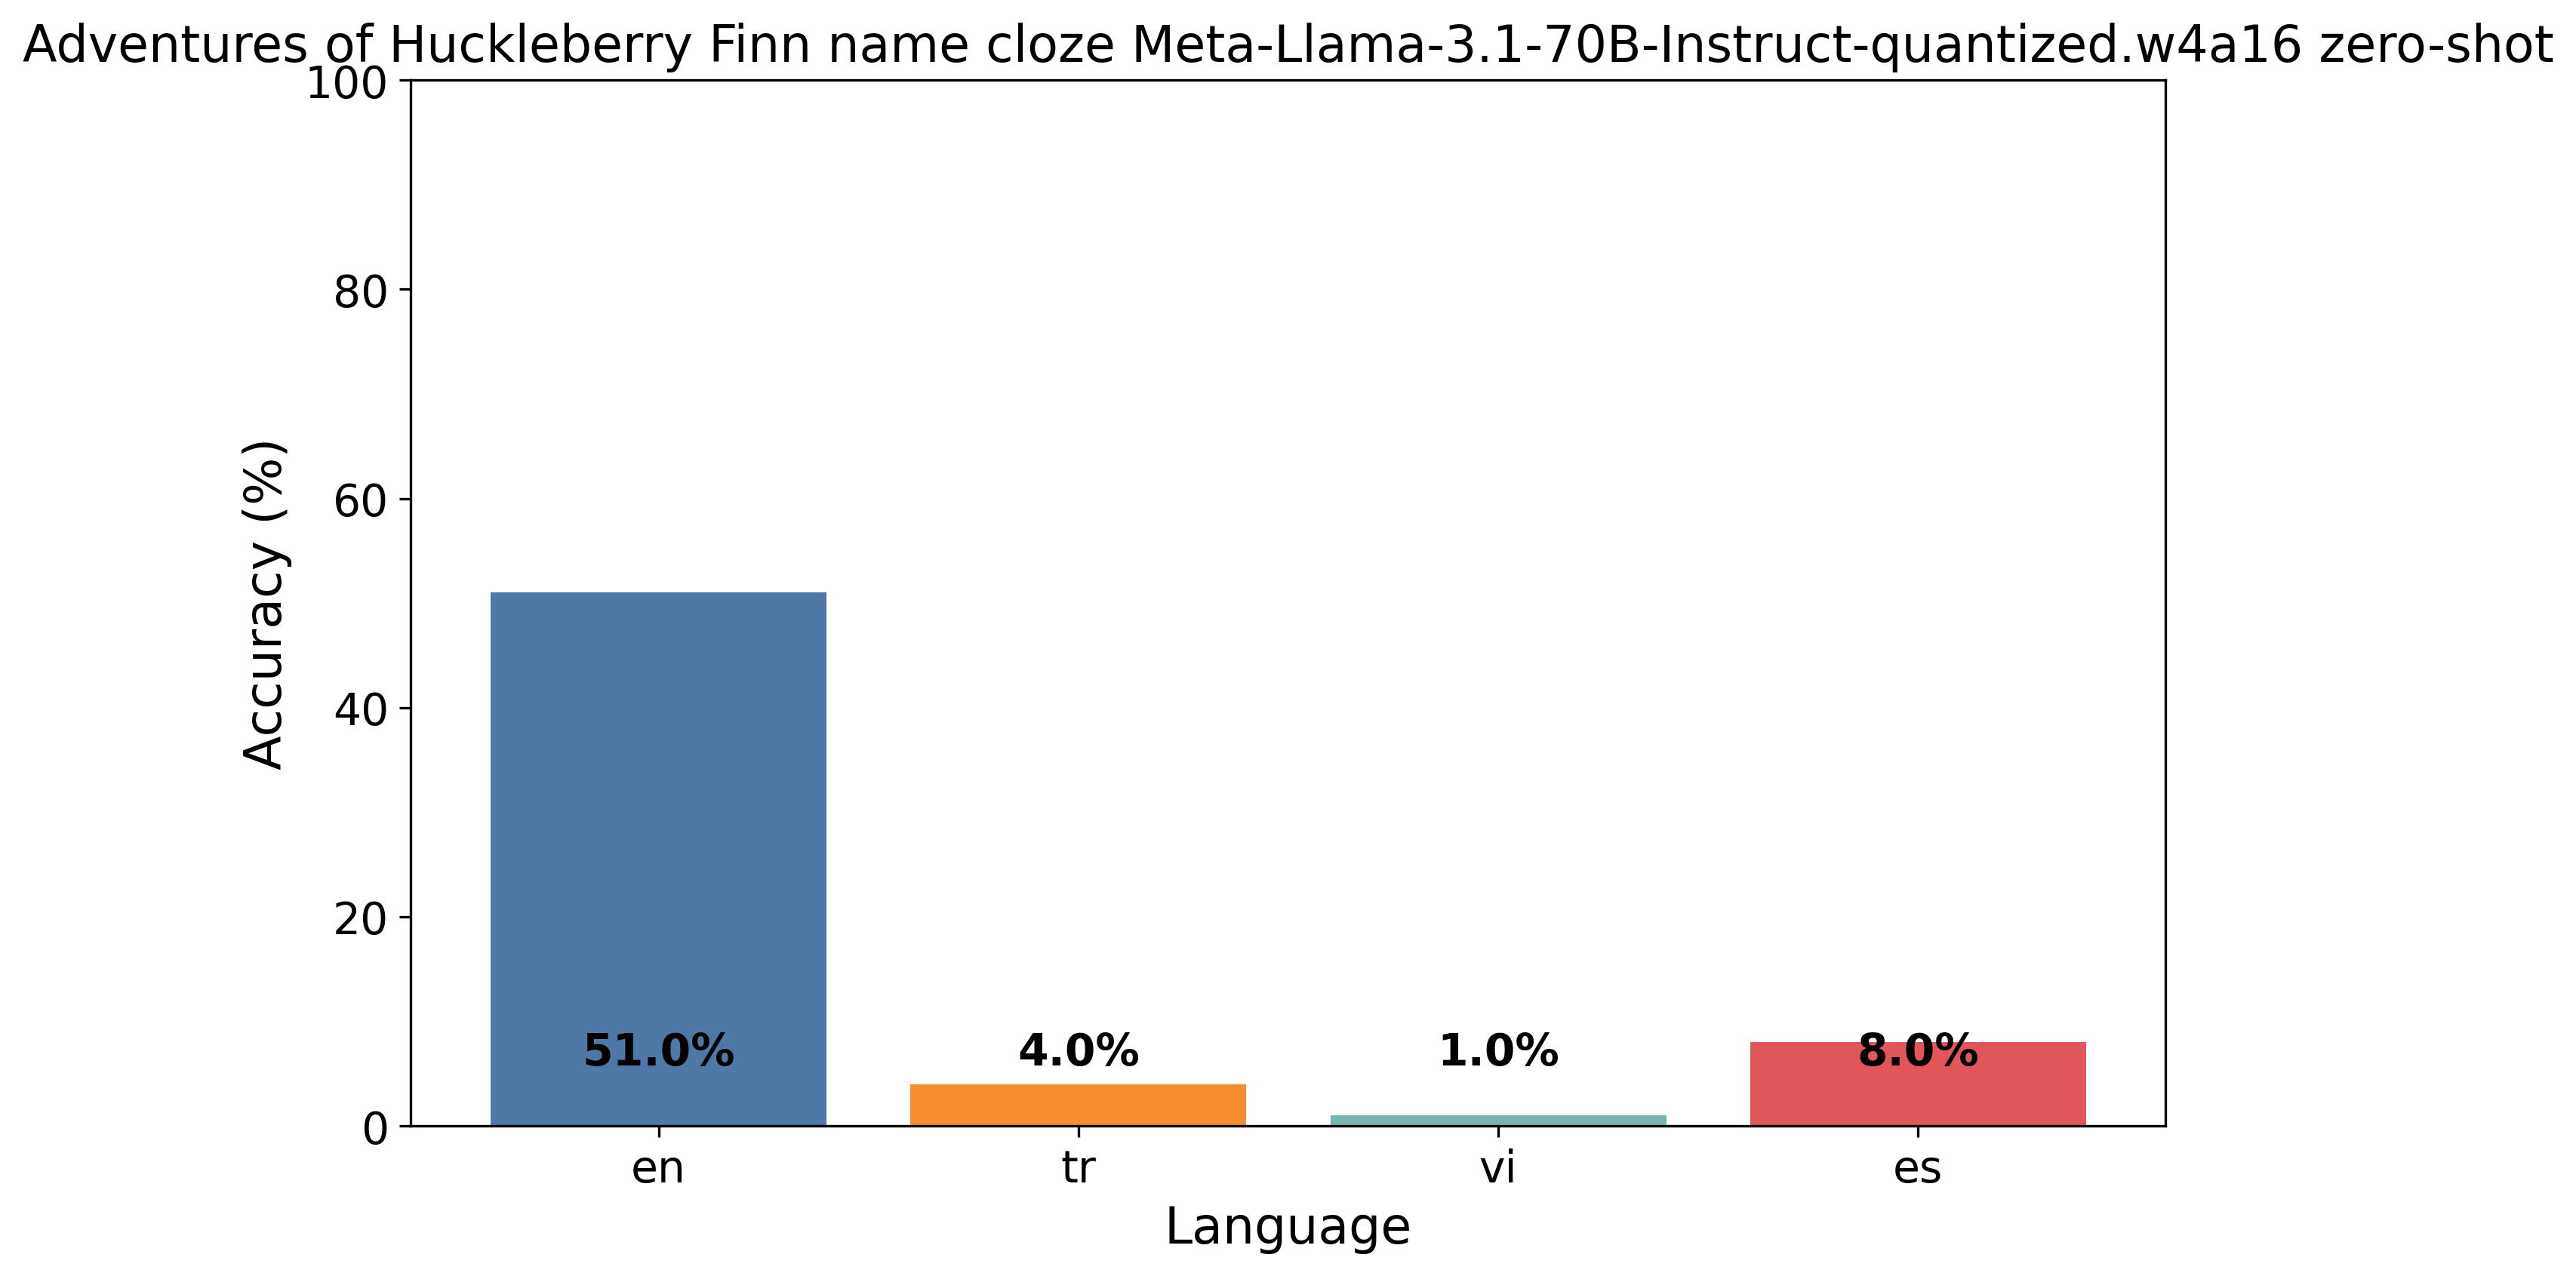 Adventures of Huckleberry Finn name cloze Meta-Llama-3.1-70B-Instruct-quantized.w4a16 zero-shot
100
80
60
40
20
0
Accuracy (%)
51.0%
4.0%
1.0%
8.0%
en
tr
vi
es
Language